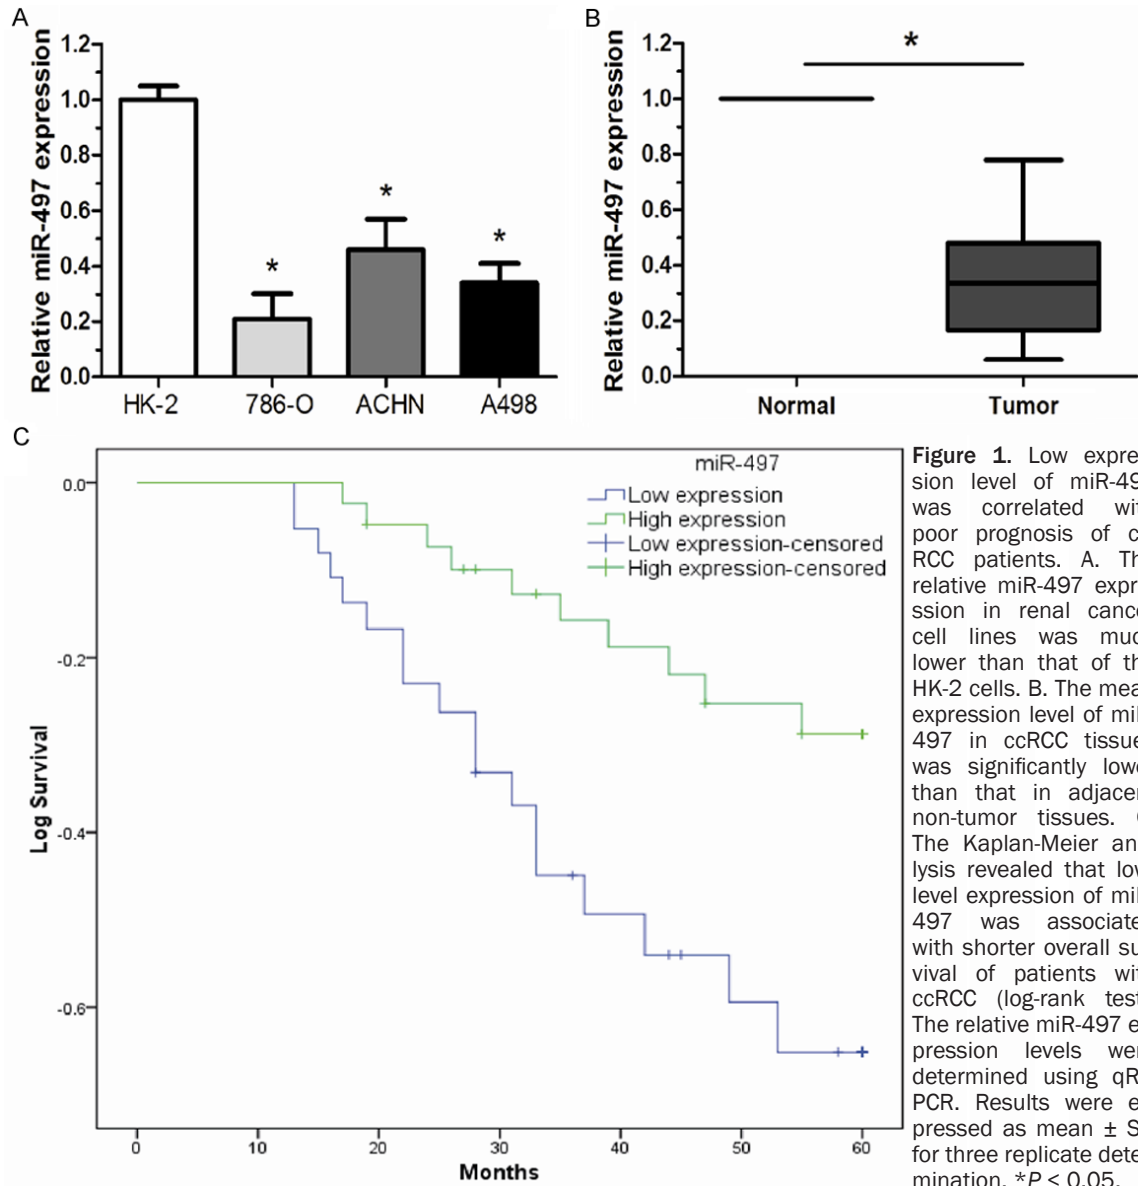 A
B
Relative miR-497 expression
1.2
1.0
0.8
0.6
0.4
0.2
0.0
*
*
*
HK-2 786-O ACHN A498
Relative miR-497 expression
1.2
1.0
0.8
0.6
0.4
0.2
0.0
*
Normal Tumor
C
miR-497
Low expression
High expression
Low expression-censored
High expression-censored
Log Survival
0.0
-0.2
-0.4
-0.6
0 10 20 30 40 50 60
Months
Figure 1. Low expre
sion level of miR-49
was correlated wit
poor prognosis of c
RCC patients. A. Th
relative miR-497 expr
ssion in renal cance
cell lines was muc
lower than that of th
HK-2 cells. B. The mea
expression level of mi
497 in ccRCC tissue
was significantly lowe
than that in adjacer
non-tumor tissues.
The Kaplan-Meier an
lysis revealed that low
level expression of mi
497 was associate
with shorter overall su
vival of patients wit
ccRCC (log-rank test
The relative miR-497 e
pression levels wer
determined using qR
PCR. Results were e
pressed as mean ± S
for three replicate dete
mination. *P < 0.05.